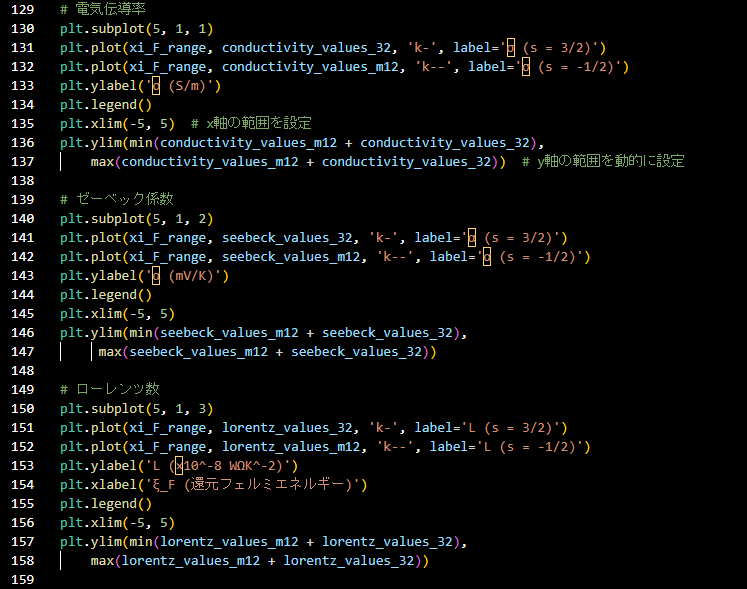 129 # 電気伝導率
130 plt.subplot(5, 1, 1)
131 plt.plot(xi_F_range, conductivity_values_32, 'k-', label='σ (s = 3/2)')
132 plt.plot(xi_F_range, conductivity_values_m12, 'k--', label='σ (s = -1/2)')
133 plt.ylabel('σ (S/m)')
134 plt.legend()
135 plt.xlim(-5, 5)  # x軸の範囲を設定
136 plt.ylim(min(conductivity_values_m12 + conductivity_values_32),
137     max(conductivity_values_m12 + conductivity_values_32))  # y軸の範囲を動的に設定
138
139 # ゼーベック係数
140 plt.subplot(5, 1, 2)
141 plt.plot(xi_F_range, seebeck_values_32, 'k-', label='α (s = 3/2)')
142 plt.plot(xi_F_range, seebeck_values_m12, 'k--', label='α (s = -1/2)')
143 plt.ylabel('α (mV/K)')
144 plt.legend()
145 plt.xlim(-5, 5)
146 plt.ylim(min(seebeck_values_m12 + seebeck_values_32),
147      max(seebeck_values_m12 + seebeck_values_32))
148
149 # ローレンツ数
150 plt.subplot(5, 1, 3)
151 plt.plot(xi_F_range, lorentz_values_32, 'k-', label='L (s = 3/2)')
152 plt.plot(xi_F_range, lorentz_values_m12, 'k--', label='L (s = -1/2)')
153 plt.ylabel('L (×10^-8 WΩK^-2)')
154 plt.xlabel('ξ_F (還元フェルミエネルギー)')
155 plt.legend()
156 plt.xlim(-5, 5)
157 plt.ylim(min(lorentz_values_m12 + lorentz_values_32),
158     max(lorentz_values_m12 + lorentz_values_32))
159